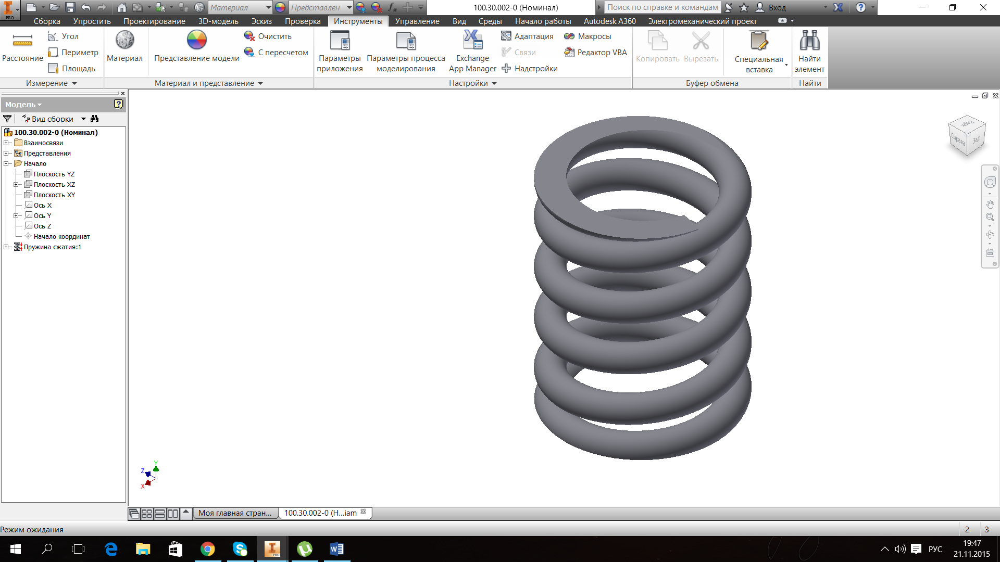 Материал
Представлен
100.30.002-0 (Номинал)
Поиск по справке и командам
Вход
PRO
Сборка Упростить Проектирование 3D-модель Эскиз Проверка Инструменты Управление Вид Среды Начало работы Autodesk A360 Электромеханический проект
Расстояние
Угол
Периметр
Площадь
Измерение
Материал
Представление модели
Очистить
С пересчетом
Материал и представление
Параметры
приложения
Параметры процесса
моделирования
Exchange
App Manager
Адаптация
Связи
Надстройки
Макросы
Редактор VBA
Настройки
Копировать
Вырезать
Специальная
вставка
Буфер обмена
Найти
элемент
Найти
Модель
Вид сборки
100.30.002-0 (Номинал)
Взаимосвязи
Представления
Начало
Плоскость YZ
Плоскость XZ
Плоскость XY
Ось X
Ось Y
Ось Z
Начало координат
Пружина сжатия:1
Верх
Справа
Зад
Y
Z
X
Моя главная стран...
100.30.002-0 (Н...iam
Режим ожидания
2 3
PRO
РУС
19:47
21.11.2015